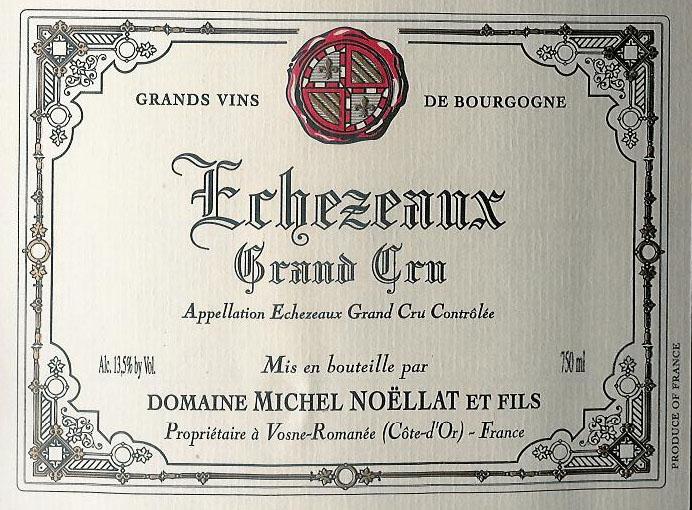 GRANDS VINS DE BOURGOGNE
Echezeaux
Grand Cru
Appellation Echezeaux Grand Cru Contrôlée
Alc. 13,5% by Vol.
Mis en bouteille par
750 ml
DOMAINE MICHEL NOËLLAT ET FILS
Propriétaire à Vosne-Romanée (Côte-d'Or) - France
PRODUCE OF FRANCE